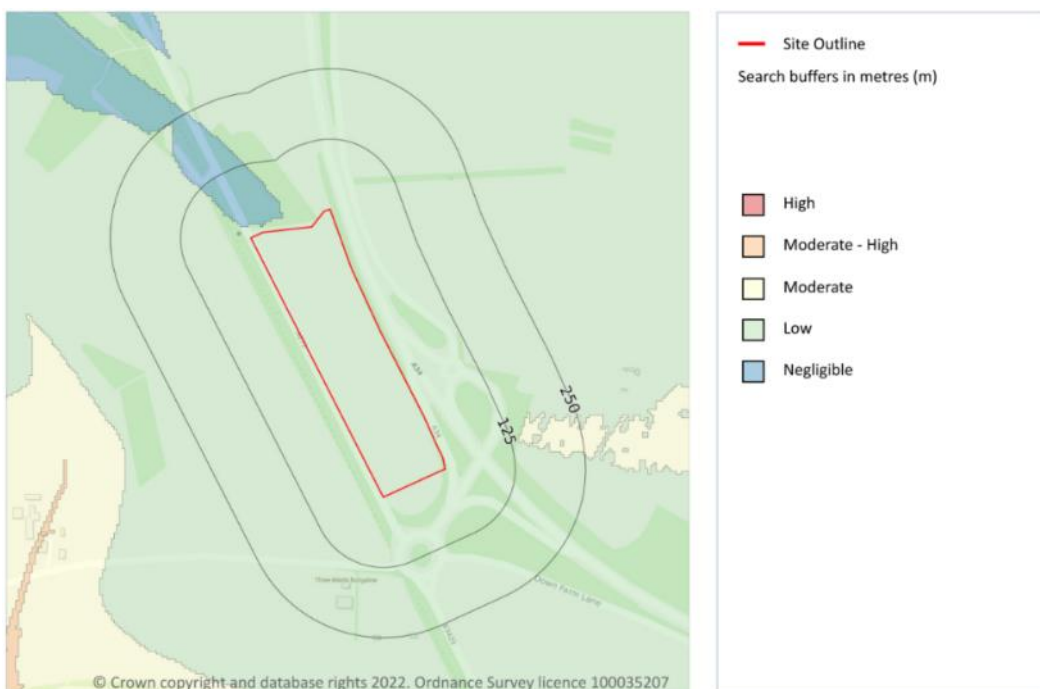 Site Outline
Search buffers in metres (m)
High
Moderate - High
Moderate
Low
Negligible
A34
A34
250
125
Down Farm Lane
© Crown copyright and database rights 2022. Ordnance Survey licence 100035207